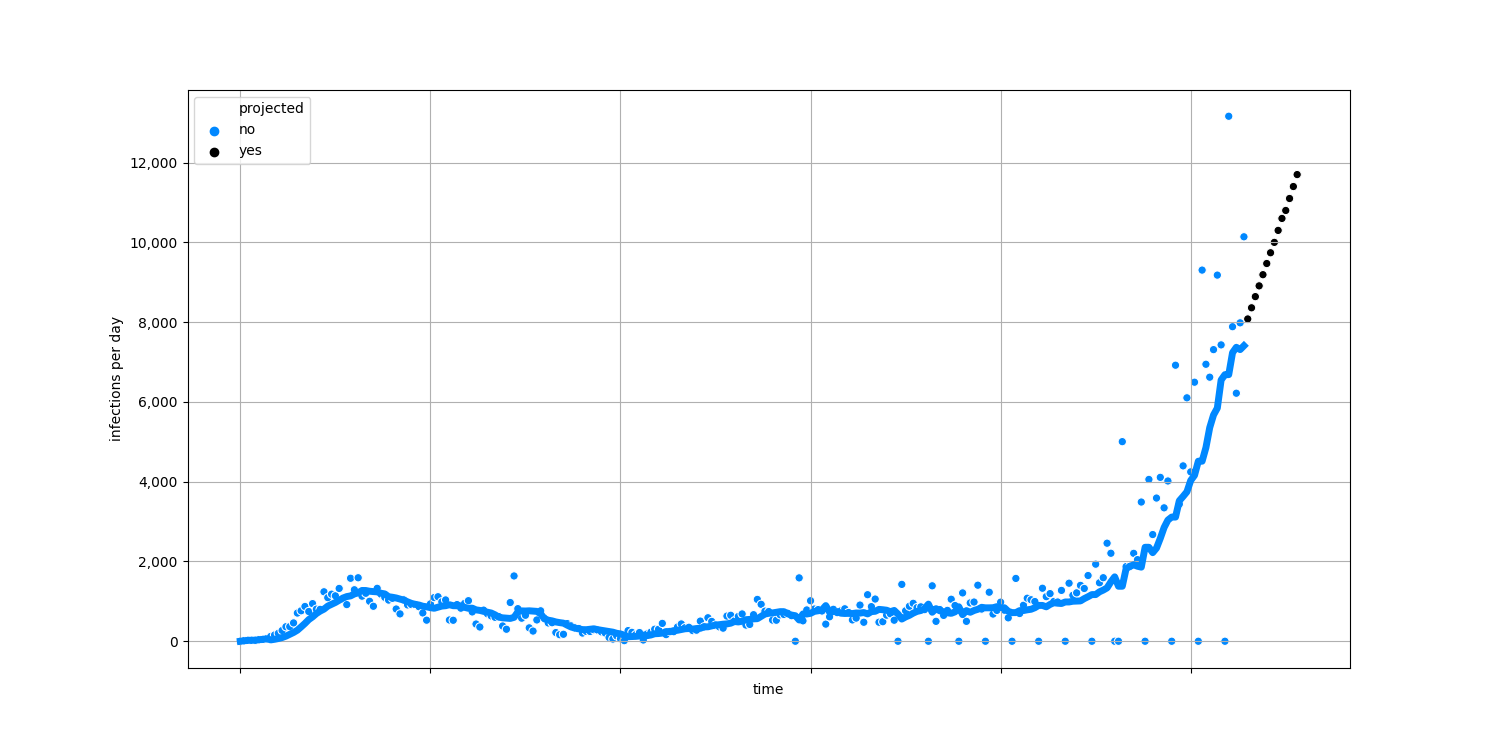 projected
no
yes
12,000
10,000
8,000
6,000
4,000
2,000
0
infections per day
time